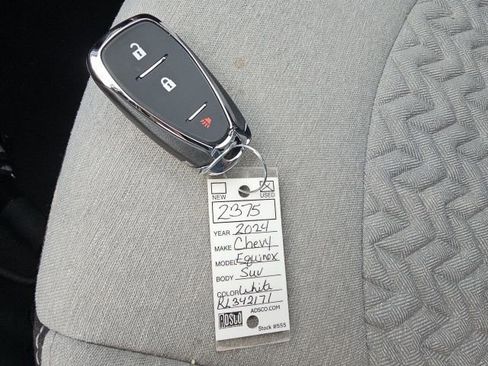 NEW USED
2375
YEAR 2024
MAKE Chevy
MODEL Equinox
BODY Suv
COLOR White
KL342171
ADSCO ADSCO.COM
Stock #555